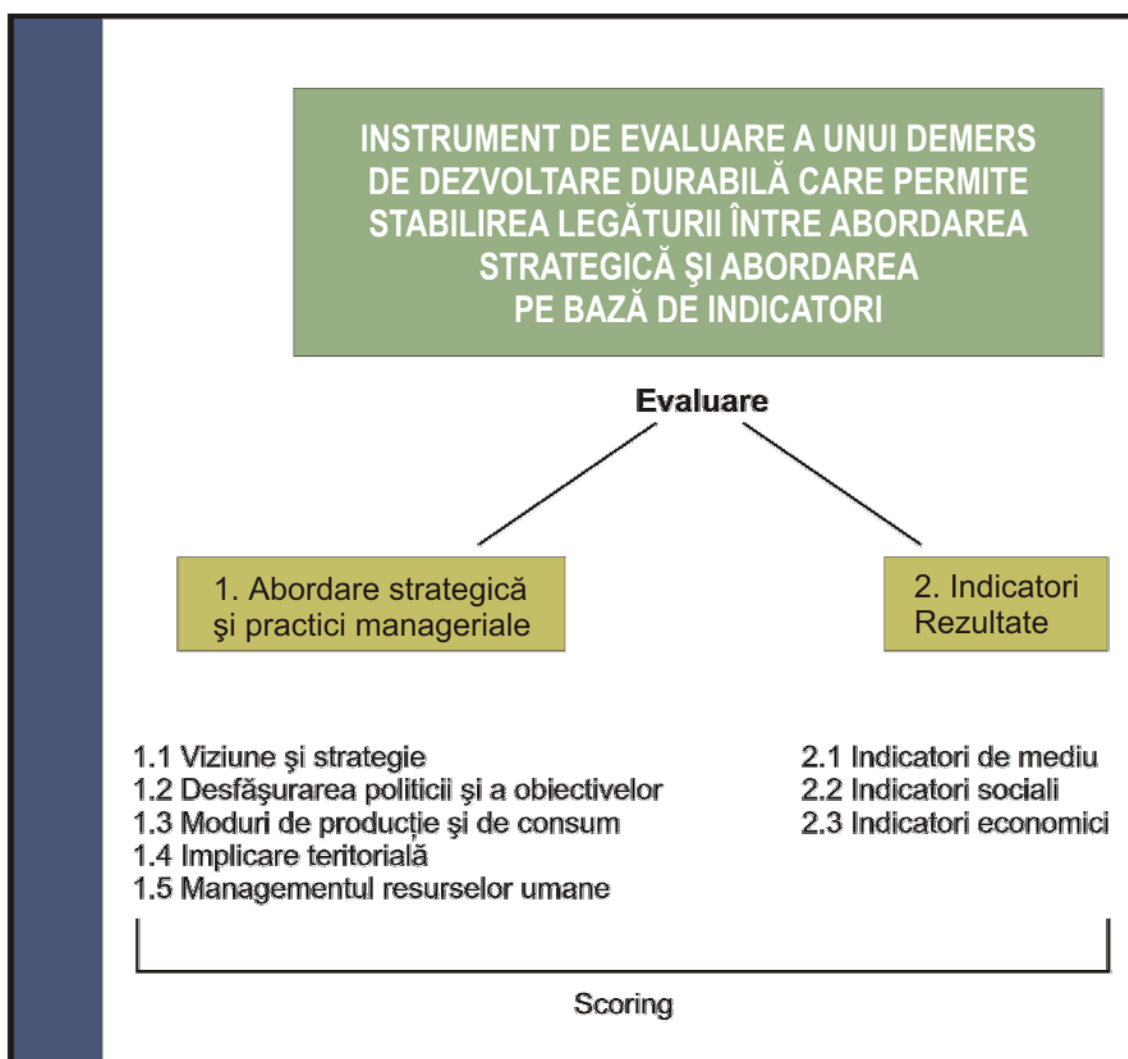 INSTRUMENT DE EVALUARE A UNUI DEMERS
DE DEZVOLTARE DURABILĂ CARE PERMITE
STABILIREA LEGĂTURII ÎNTRE ABORDAREA
STRATEGICĂ ŞI ABORDAREA
PE BAZĂ DE INDICATORI
Evaluare
1. Abordare strategică
şi practici manageriale
2. Indicatori
Rezultate
1.1 Viziune şi strategie
1.2 Desfăşurarea politicii şi a obiectivelor
1.3 Moduri de producție şi de consum
1.4 Implicare teritorială
1.5 Managementul resurselor umane
2.1 Indicatori de mediu
2.2 Indicatori sociali
2.3 Indicatori economici
Scoring